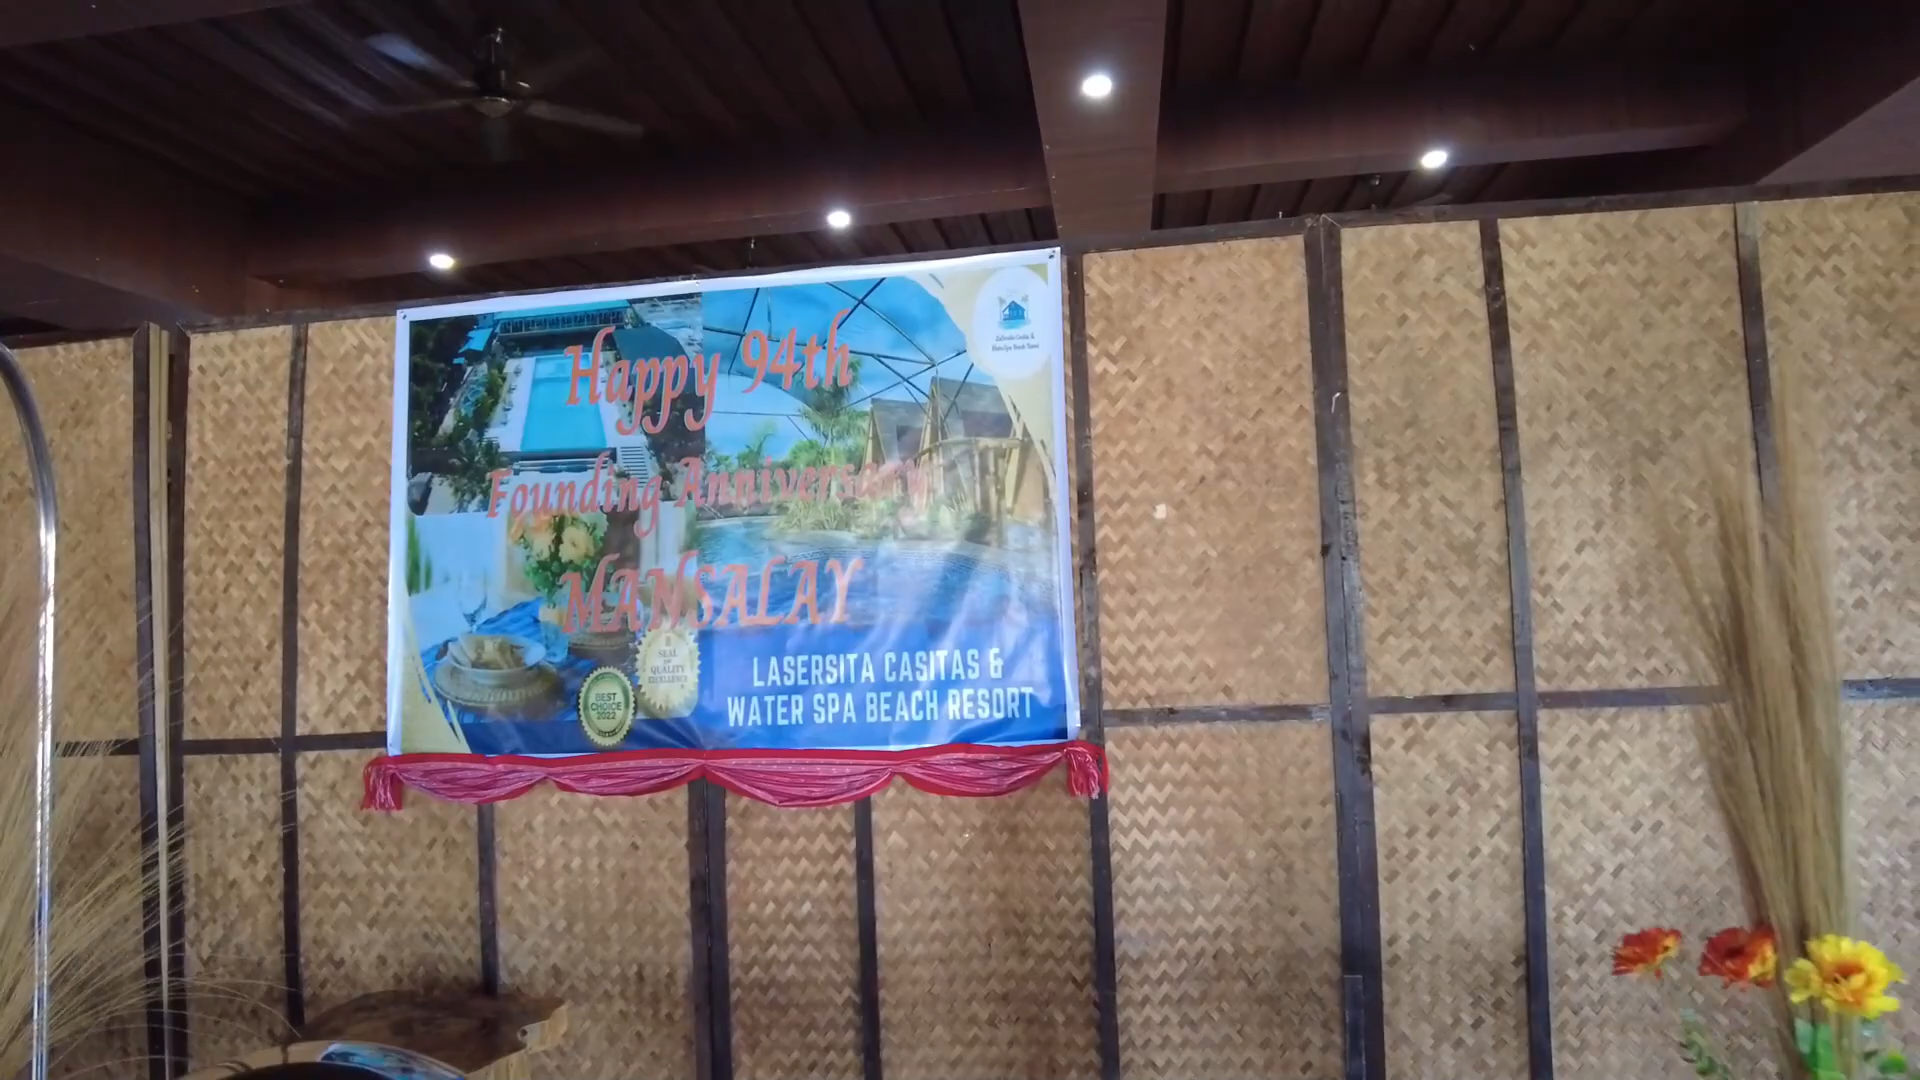 Happy 94th
Founding Anniversary
MANSALAY
SEAL
QUALITY
EXCELLENCE
BEST
CHOICE
2022
LASERSITA CASITAS &
WATER SPA BEACH RESORT